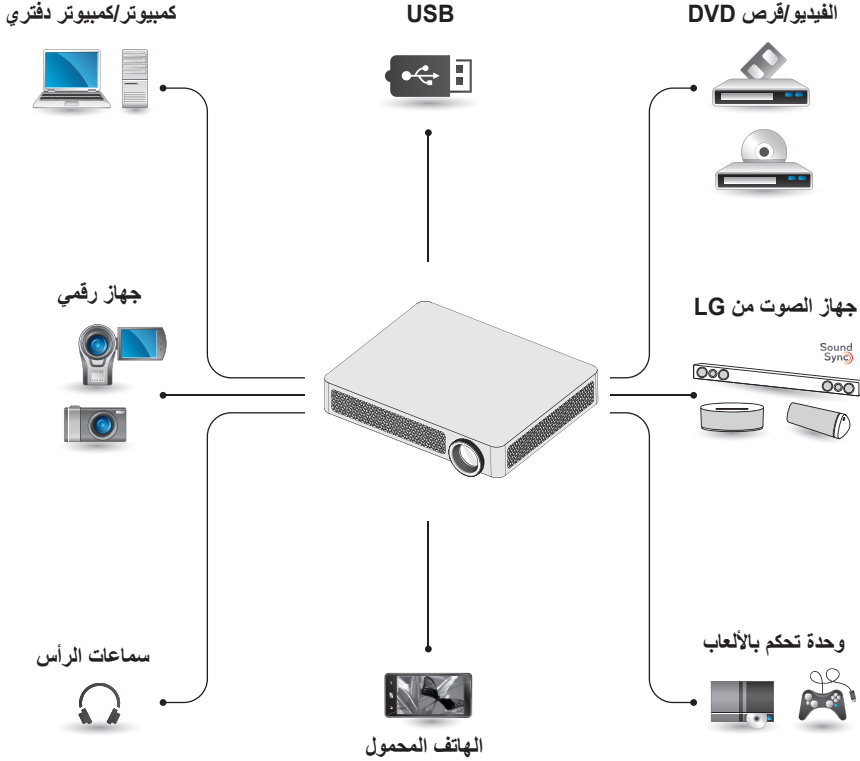 الفيديو/قرص DVD
USB
كمبيوتر/كمبيوتر دفتري
جهاز الصوت من LG
Sound
Sync
جهاز رقمي
وحدة تحكم بالألعاب
سماعات الرأس
الهاتف المحمول